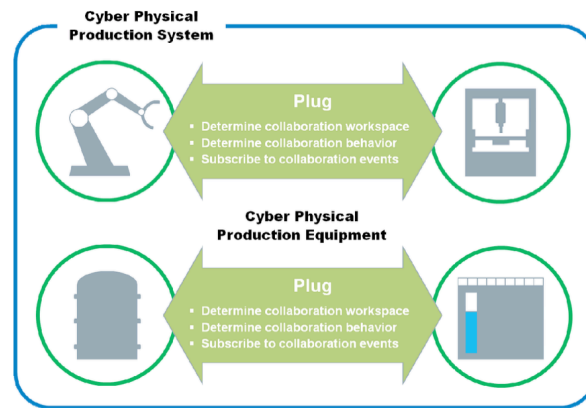 Cyber Physical
Production System
Plug
▪ Determine collaboration workspace
▪ Determine collaboration behavior
▪ Subscribe to collaboration events
Cyber Physical
Production Equipment
Plug
▪ Determine collaboration workspace
▪ Determine collaboration behavior
▪ Subscribe to collaboration events